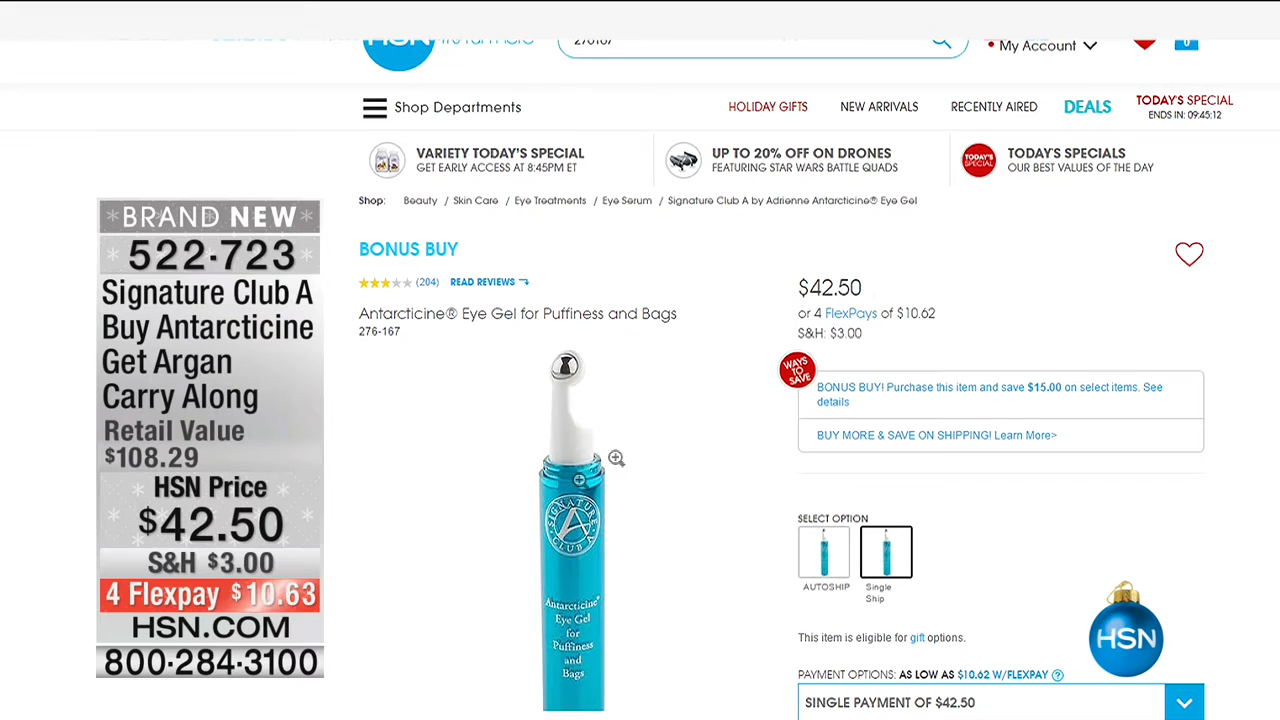 HSN
276167
My Account
0
Shop Departments
HOLIDAY GIFTS
NEW ARRIVALS
RECENTLY AIRED
DEALS
TODAY'S SPECIAL
ENDS IN: 09:45:12
VARIETY TODAY'S SPECIAL
GET EARLY ACCESS AT 8:45PM ET
UP TO 20% OFF ON DRONES
FEATURING STAR WARS BATTLE QUADS
TODAY'S
SPECIAL
TODAY'S SPECIALS
OUR BEST VALUES OF THE DAY
Shop: Beauty / Skin Care / Eye Treatments / Eye Serum / Signature Club A by Adrienne Antarcticine® Eye Gel
BRAND NEW
522·723
Signature Club A
Buy Antarcticine
Get Argan
Carry Along
Retail Value
$108.29
HSN Price
$42.50
S&H $3.00
4 Flexpay $10.63
HSN.COM
800·284·3100
BONUS BUY
(204) READ REVIEWS
Antarcticine® Eye Gel for Puffiness and Bags
276-167
SIGNATURE
CLUB A
A
Antarcticine®
Eye Gel
for
Puffiness
and
Bags
$42.50
or 4 FlexPays of $10.62
S&H: $3.00
WAYS
TO
SAVE
BONUS BUY! Purchase this item and save $15.00 on select items. See
details
BUY MORE & SAVE ON SHIPPING! Learn More>
SELECT OPTION
AUTOSHIP
Single
Ship
This item is eligible for gift options.
HSN
PAYMENT OPTIONS: AS LOW AS $10.62 W/FLEXPAY ?
SINGLE PAYMENT OF $42.50